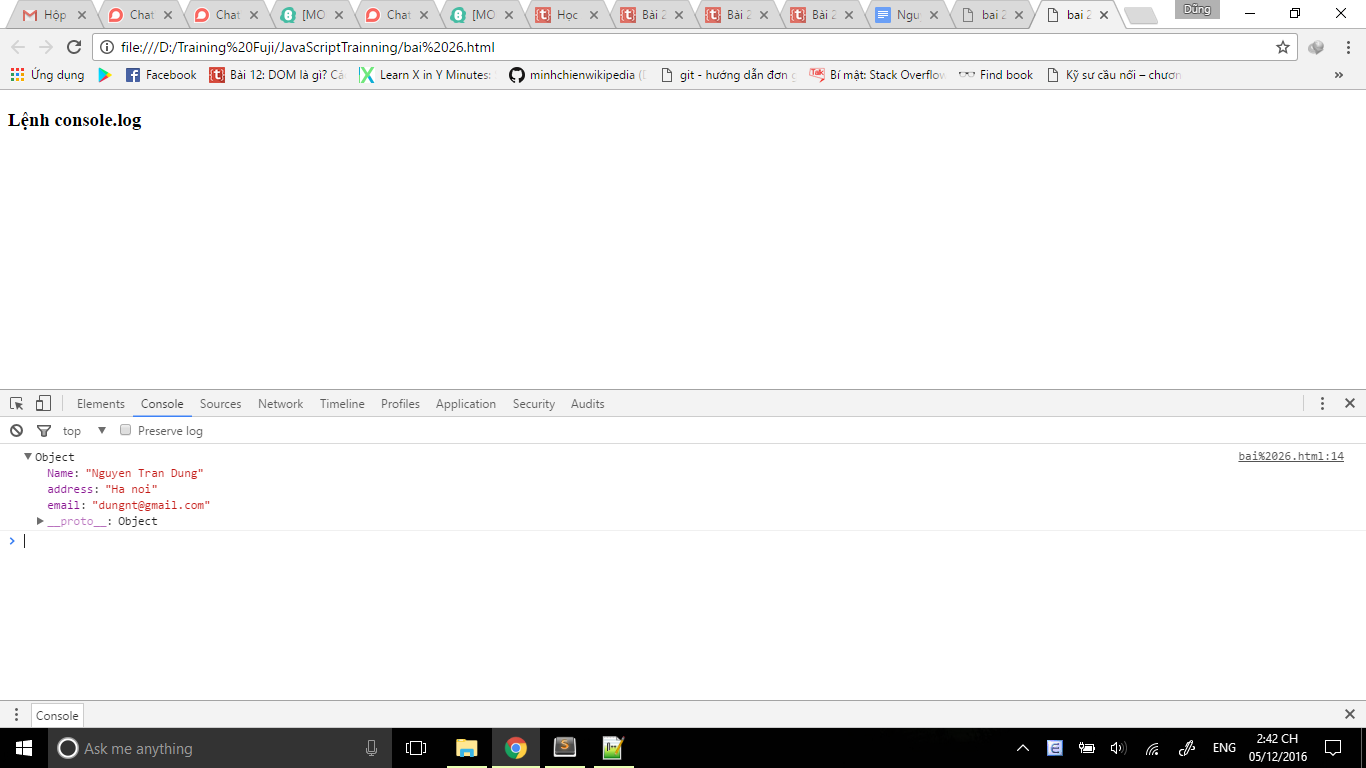 Dũng
Hộp Chat Chat [MO Chat [MO Học Bài 2 Bài 2 Bài 2 Ngu bai 2 bai 2
file:///D:/Training%20Fuji/JavaScriptTrainning/bai%2026.html
Ứng dụng Facebook Bài 12: DOM là gì? Các Learn X in Y Minutes: minhchienwikipedia ( git - hướng dẫn đơn g Bí mật: Stack Overflow Find book Kỹ sư cầu nối – chươn »
Lệnh console.log
Elements Console Sources Network Timeline Profiles Application Security Audits
top Preserve log
Object bai%2026.html:14
Name: "Nguyen Tran Dung"
address: "Ha noi"
email: "dungnt@gmail.com"
__proto__: Object
Console
Ask me anything
ENG
2:42 CH
05/12/2016